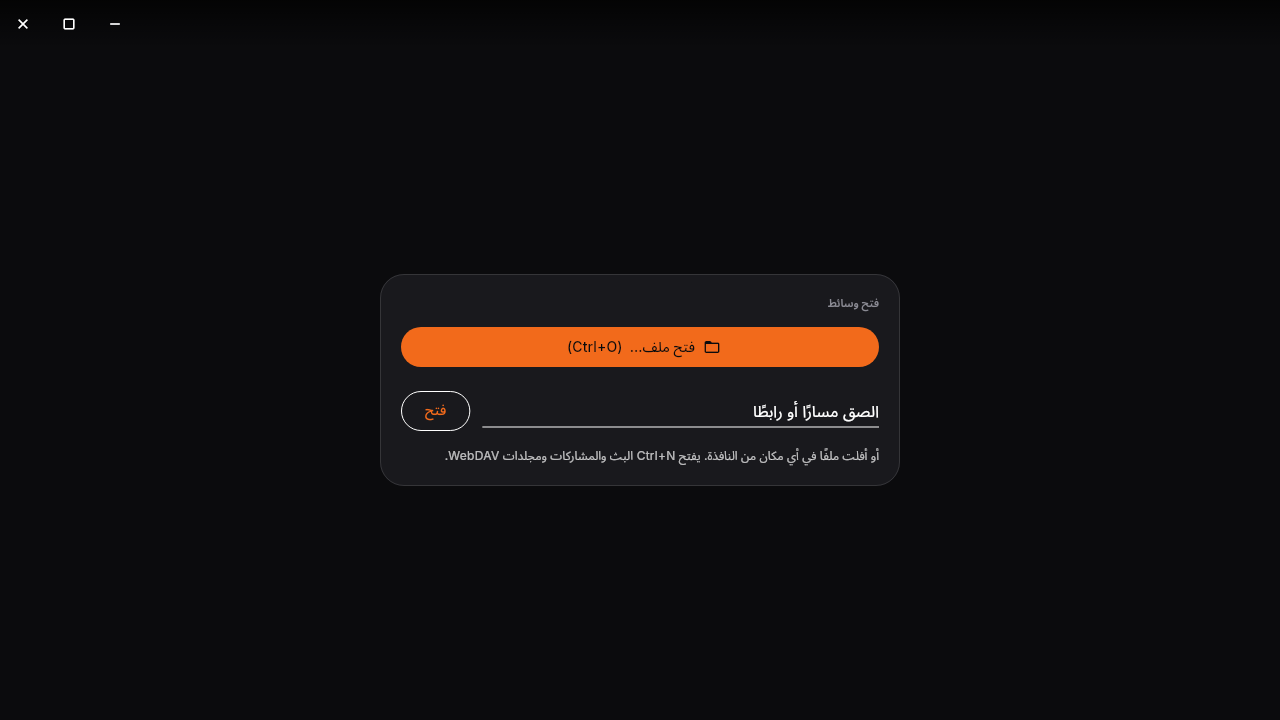 فتح وسائط
فتح ملف... (Ctrl+O)
الصق مسارًا أو رابطًا
فتح
أو أفلت ملفًا في أي مكان من النافذة. يفتح Ctrl+N البث والمشاركات ومجلدات WebDAV.